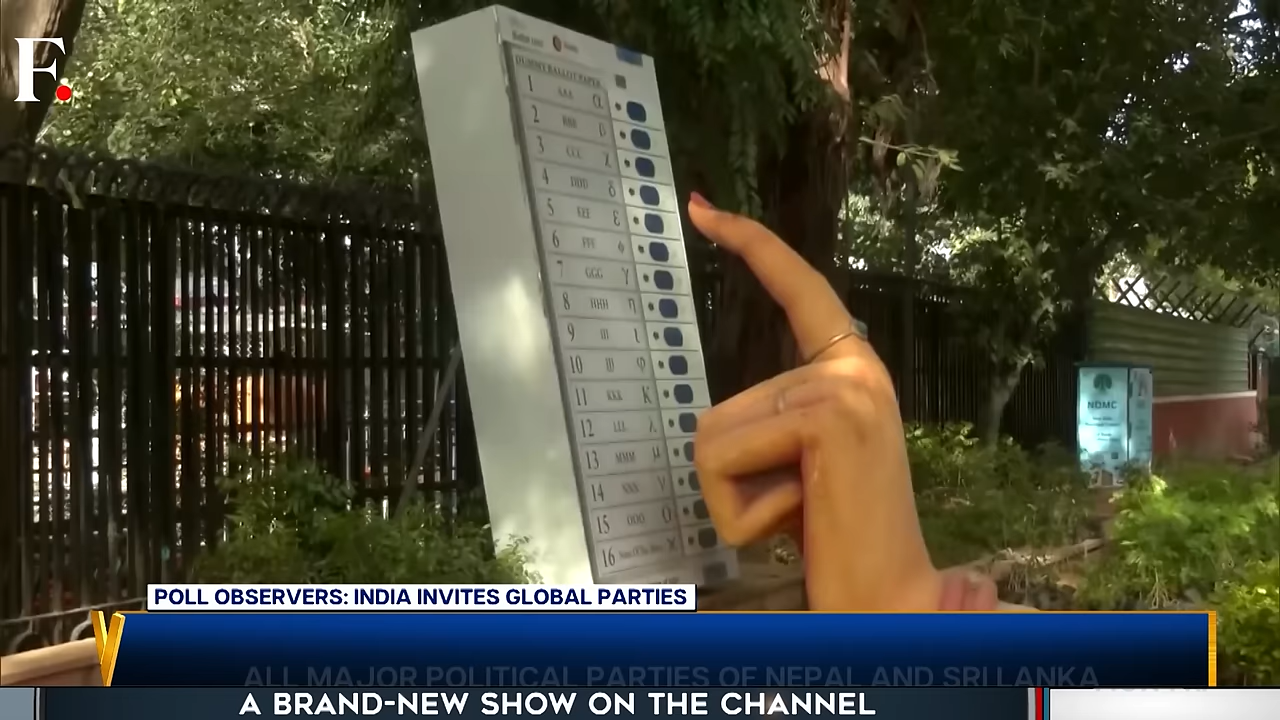 F.
DUMMY BALLOT PAPER
1 AAA α
2 BBB β
3 CCC χ
4 DDD δ
5 EEE ε
6 FFF φ
7 GGG γ
8 HHH η
9 III ι
10 JJJ φ
11 KKK K
12 LLL λ
13 MMM μ
14 NNN ν
15 OOO O
16
NDMC
POLL OBSERVERS: INDIA INVITES GLOBAL PARTIES
ALL MAJOR POLITICAL PARTIES OF NEPAL AND SRI LANKA
A BRAND-NEW SHOW ON THE CHANNEL